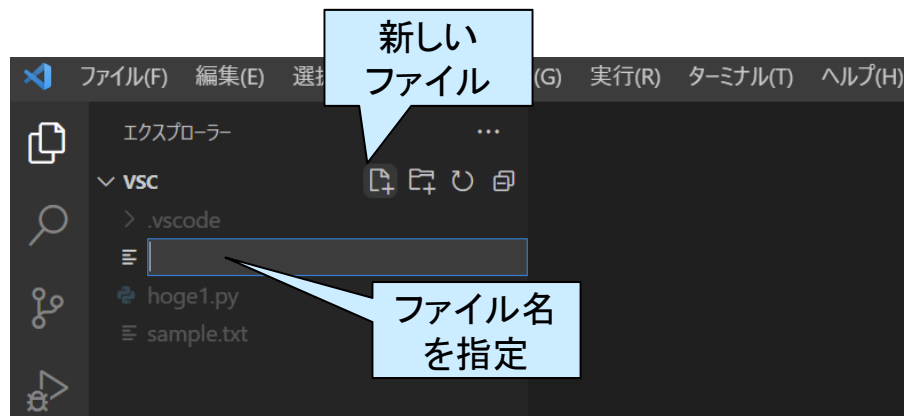 新しい
ファイル
ファイル(F) 編集(E) 選 (G) 実行(R) ターミナル(T) ヘルプ(H)
エクスプローラー
VSC
.vscode
hoge1.py
sample.txt
ファイル名
を指定